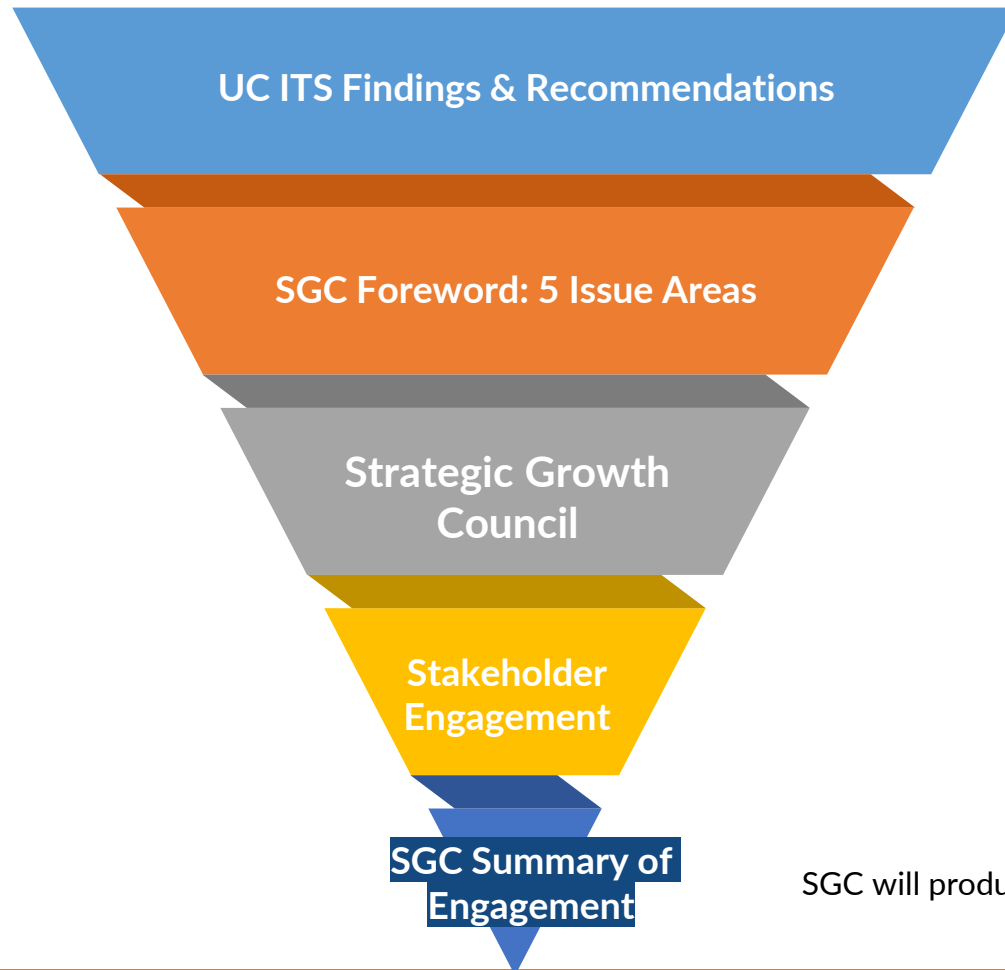 UC ITS Findings & Recommendations
SGC Foreword: 5 Issue Areas
Strategic Growth
Council
Stakeholder
Engagement
SGC Summary of
Engagement
SGC will produ